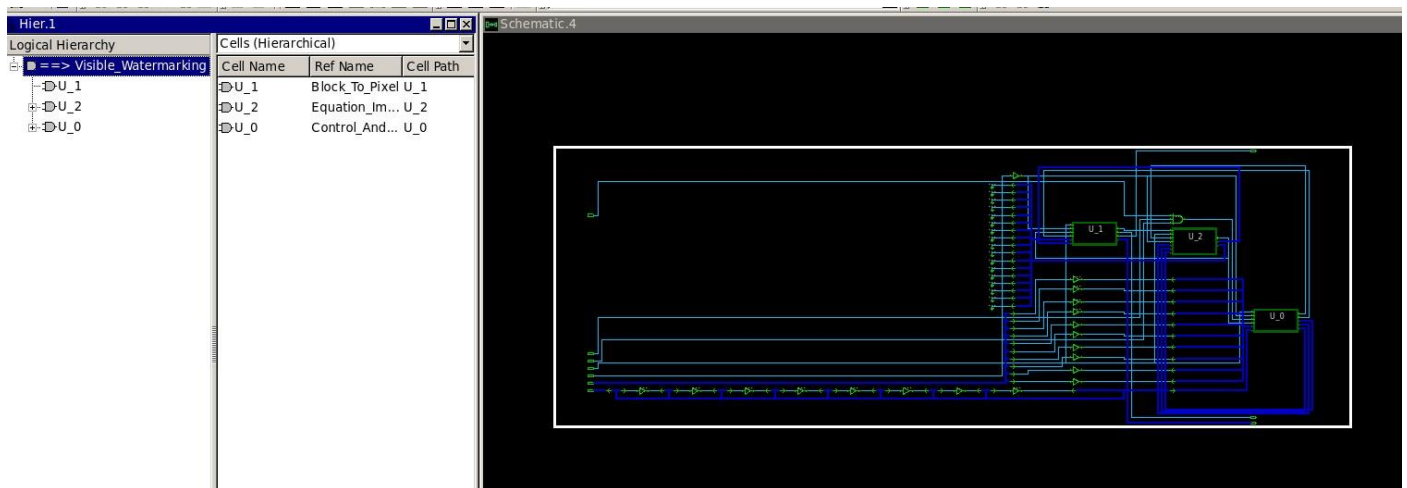 Hier.1
Logical Hierarchy
==> Visible_Watermarking
U_1
U_2
U_0
Cells (Hierarchical)
Cell Name Ref Name Cell Path
U_1 Block_To_Pixel U_1
U_2 Equation_Im... U_2
U_0 Control_And... U_0
Schematic.4
U_1
U_2
U_0